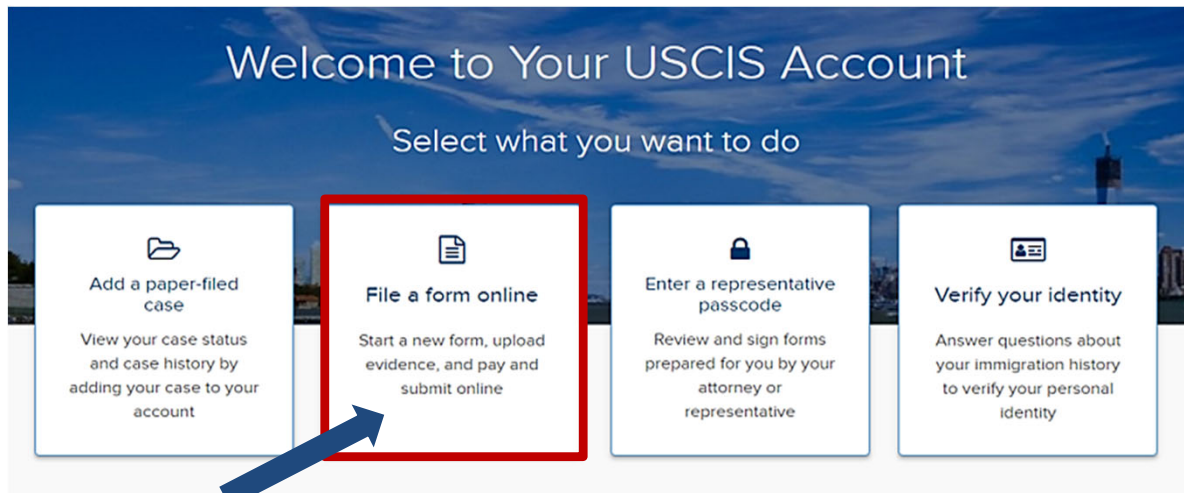 Welcome to Your USCIS Account
Select what you want to do
Add a paper-filed
case
View your case status
and case history by
adding your case to your
account
File a form online
Start a new form, upload
evidence, and pay and
submit online
Enter a representative
passcode
Review and sign forms
prepared for you by your
attorney or
representative
Verify your identity
Answer questions about
your immigration history
to verify your personal
identity